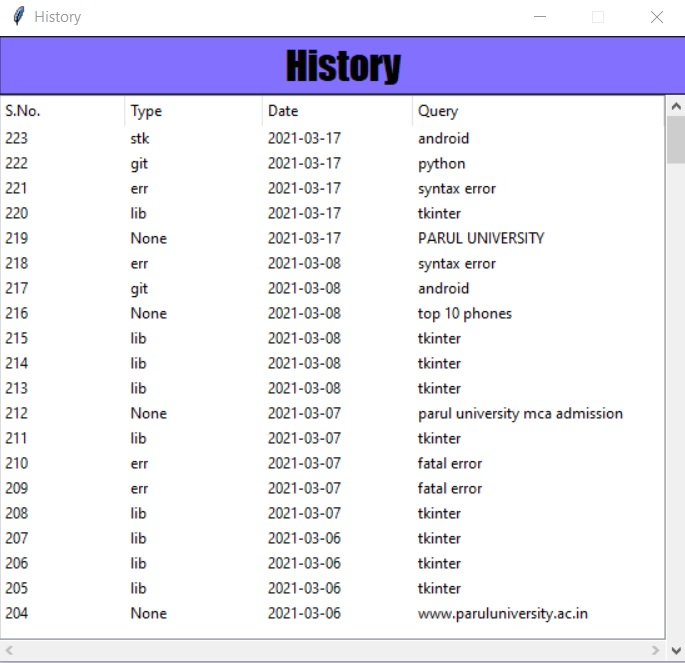 History
History
S.No. Type Date Query
223 stk 2021-03-17 android
222 git 2021-03-17 python
221 err 2021-03-17 syntax error
220 lib 2021-03-17 tkinter
219 None 2021-03-17 PARUL UNIVERSITY
218 err 2021-03-08 syntax error
217 git 2021-03-08 android
216 None 2021-03-08 top 10 phones
215 lib 2021-03-08 tkinter
214 lib 2021-03-08 tkinter
213 lib 2021-03-08 tkinter
212 None 2021-03-07 parul university mca admission
211 lib 2021-03-07 tkinter
210 err 2021-03-07 fatal error
209 err 2021-03-07 fatal error
208 lib 2021-03-07 tkinter
207 lib 2021-03-06 tkinter
206 lib 2021-03-06 tkinter
205 lib 2021-03-06 tkinter
204 None 2021-03-06 www.paruluniversity.ac.in